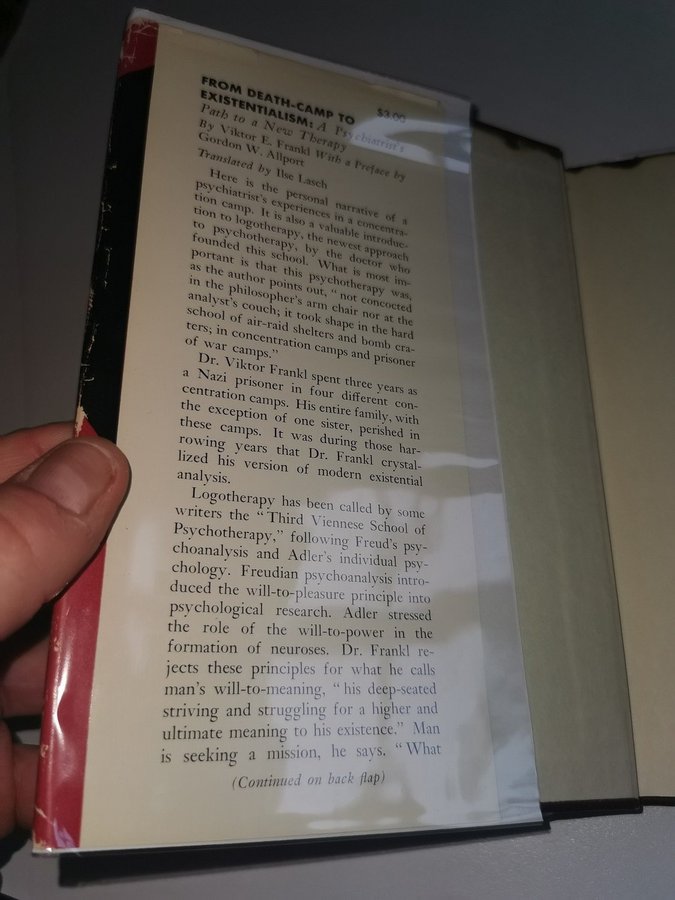 FROM DEATH-CAMP TO
$3.00
EXISTENTIALISM: A Psychiatrist's
Path to a New Therapy
By Viktor E. Frankl With a Preface by
Gordon W. Allport
Translated by Ilse Lasch
Here is the personal narrative of a
psychiatrist's experiences in a concentra-
tion camp. It is also a valuable introduc-
tion to logotherapy, the newest approach
to psychotherapy, by the doctor who
founded this school. What is most im-
portant is that this psychotherapy was,
as the author points out, "not concocted
in the philosopher's arm chair nor at the
analyst's couch; it took shape in the hard
school of air-raid shelters and bomb cra-
ters; in concentration camps and prisoner
of war camps."
Dr. Viktor Frankl spent three years as
a Nazi prisoner in four different con-
centration camps. His entire family, with
the exception of one sister, perished in
these camps. It was during those har-
rowing years that Dr. Frankl crystal-
lized his version of modern existential
analysis.
Logotherapy has been called by some
writers the "Third Viennese School of
Psychotherapy," following Freud's psy-
choanalysis and Adler's individual psy-
chology. Freudian psychoanalysis intro-
duced the will-to-pleasure principle into
psychological research. Adler stressed
the role of the will-to-power in the
formation of neuroses. Dr. Frankl re-
jects these principles for what he calls
man's will-to-meaning, "his deep-seated
striving and struggling for a higher and
ultimate meaning to his existence." Man
is seeking a mission, he says. "What
(Continued on back flap)